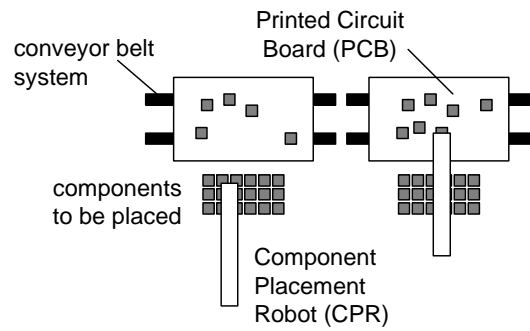 Printed Circuit
Board (PCB)
conveyor belt
system
components
to be placed
Component
Placement
Robot (CPR)